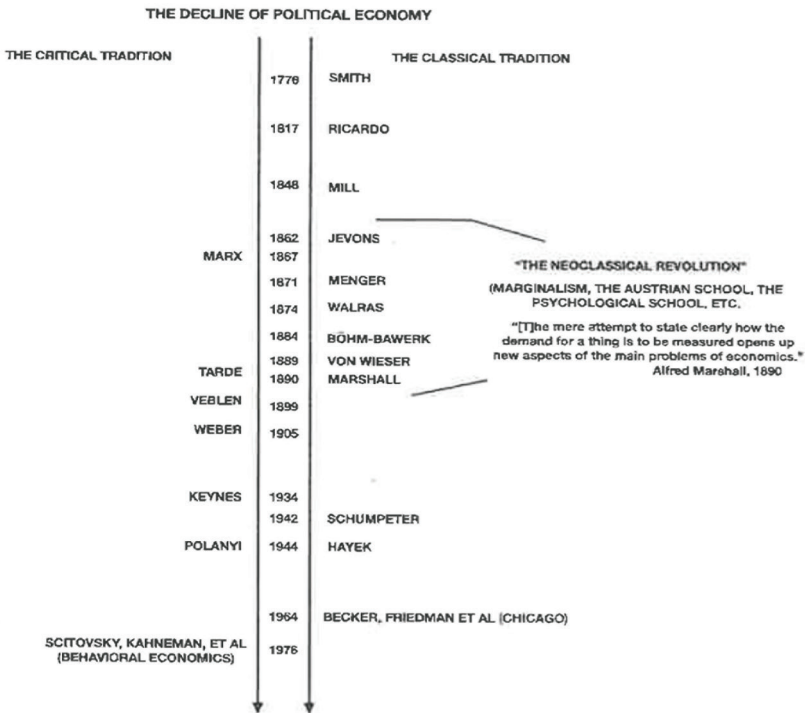 THE DECLINE OF POLITICAL ECONOMY
THE CRITICAL TRADITION
THE CLASSICAL TRADITION
1776 SMITH
1817 RICARDO
1848 MILL
1862 JEVONS
MARX 1867
"THE NEOCLASSICAL REVOLUTION"
(MARGINALISM, THE AUSTRIAN SCHOOL, THE
PSYCHOLOGICAL SCHOOL, ETC.
"[T]he mere attempt to state clearly how the
demand for a thing is to be measured opens up
new aspects of the main problems of economics."
Alfred Marshall, 1890
1871 MENGER
1874 WALRAS
1884 BÖHM-BAWERK
1889 VON WIESER
TARDE 1890 MARSHALL
VEBLEN 1899
WEBER 1905
KEYNES 1934
1942 SCHUMPETER
POLANYI 1944 HAYEK
1964 BECKER, FRIEDMAN ET AL (CHICAGO)
SCITOVSKY, KAHNEMAN, ET AL
(BEHAVIORAL ECONOMICS) 1976